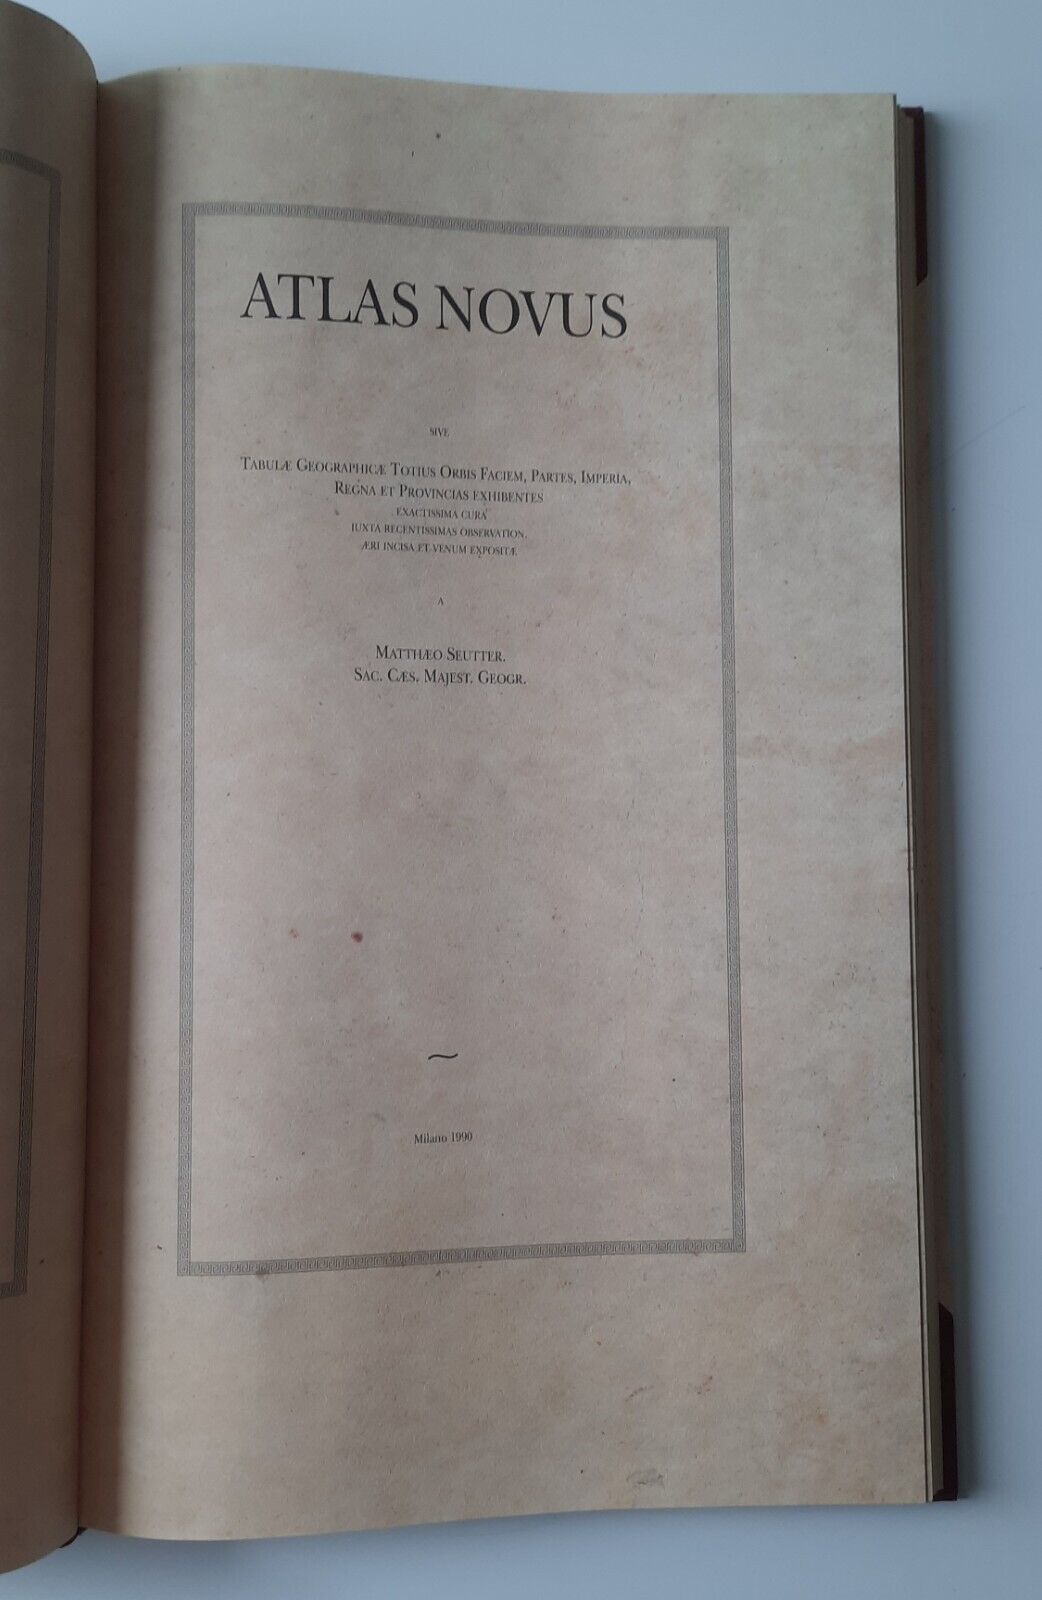 ATLAS NOVUS
SIVE
TABULÆ GEOGRAPHICÆ TOTIUS ORBIS FACIEM, PARTES, IMPERIA,
REGNA ET PROVINCIAS EXHIBENTES
EXACTISSIMA CURA
IUXTA RECENTISSIMAS OBSERVATION.
ÆRI INCISA ET VENUM EXPOSITÆ
A
MATTHÆO SEUTTER.
SAC. CÆS. MAJEST. GEOGR.
Milano 1990